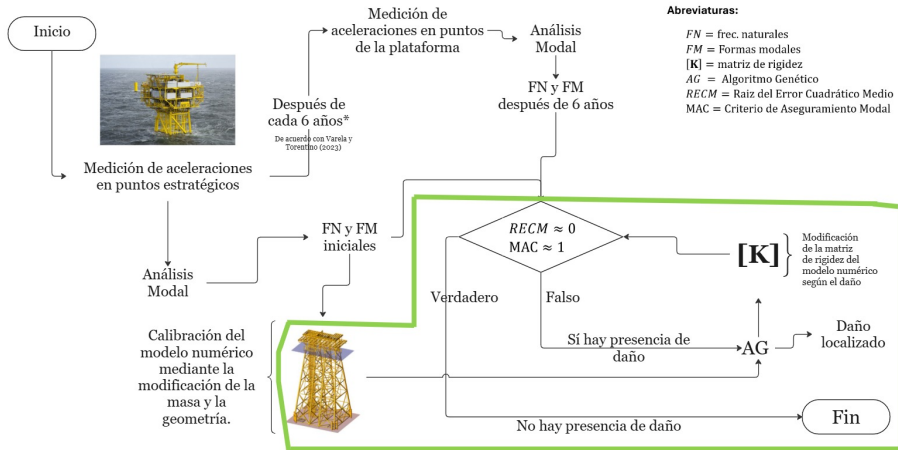 Inicio
Medición de
aceleraciones en puntos
de la plataforma
Análisis
Modal
Abreviaturas:
FN = frec. naturales
FM = Formas modales
[K] = matriz de rigidez
AG = Algoritmo Genético
RECM = Raiz del Error Cuadrático Medio
MAC = Criterio de Aseguramiento Modal
Después de
cada 6 años*
De acuerdo con Varela y
Torentino (2023)
FN y FM
después de 6 años
Medición de aceleraciones
en puntos estratégicos
Análisis
Modal
FN y FM
iniciales
RECM ≈ 0
MAC ≈ 1
[K]
Modificación
de la matriz
de rigidez del
modelo numérico
según el daño
Verdadero
Falso
Calibración del
modelo numérico
mediante la
modificación de la
masa y la
geometría.
Sí hay presencia de
daño
AG
Daño
localizado
No hay presencia de daño
Fin